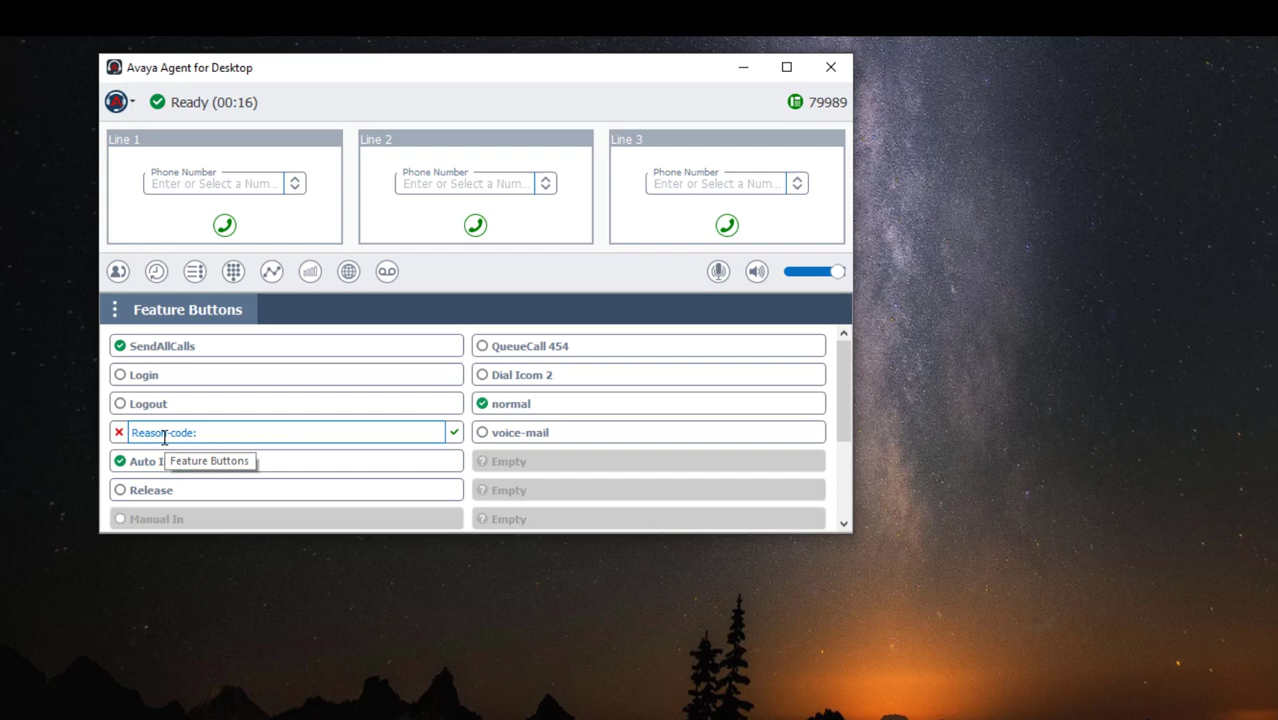 Avaya Agent for Desktop
Ready (00:16)
79989
Line 1
Line 2
Line 3
Phone Number
Enter or Select a Num...
Phone Number
Enter or Select a Num...
Phone Number
Enter or Select a Num...
Feature Buttons
SendAllCalls
QueueCall 454
Login
Dial Icom 2
Logout
normal
Reason code:
voice-mail
Auto I
Feature Buttons
? Empty
Release
? Empty
Manual In
? Empty